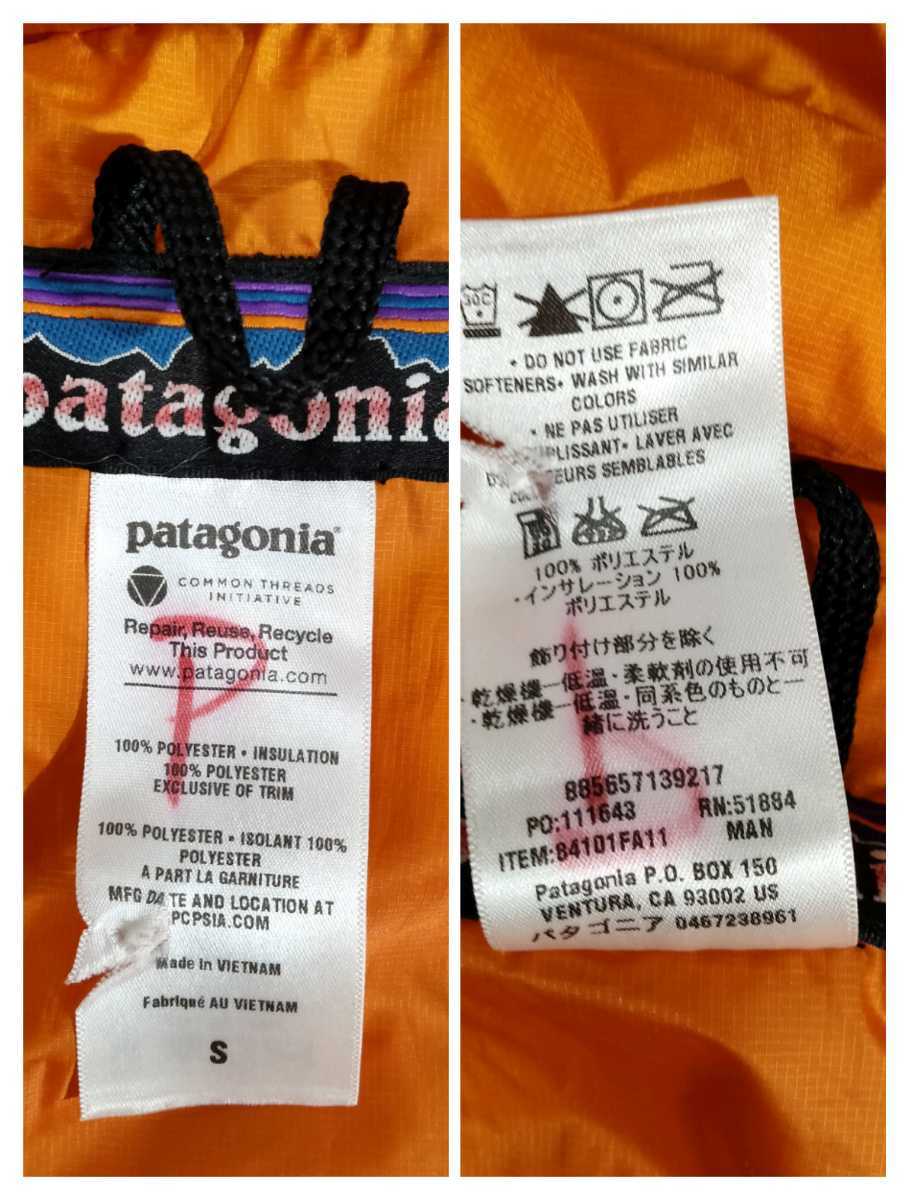 patagonia
patagonia®
COMMON THREADS
INITIATIVE
Repair, Reuse, Recycle
This Product
www.patagonia.com
P
100% POLYESTER • INSULATION
100% POLYESTER
EXCLUSIVE OF TRIM
100% POLYESTER • ISOLANT 100%
POLYESTER
A PART LA GARNITURE
MFG DATE AND LOCATION AT
PCPSIA.COM
Made in VIETNAM
Fabriqué AU VIETNAM
S
• DO NOT USE FABRIC
SOFTENERS• WASH WITH SIMILAR
COLORS
• NE PAS UTILISER
LAVER AVEC
SEMBLABLES
100% ポリエステル
・インサレーション 100%
ポリエステル
飾り付け部分を除く
・乾燥機ー低温・柔軟剤の使用不可
・乾燥機ー低温・同系色のものと一
緒に洗うこと
885657139217
PO:111643 RN:51884
ITEM:84101FA11 MAN
Patagonia P.O. BOX 150
VENTURA, CA 93002 US
パタゴニア 0467238961